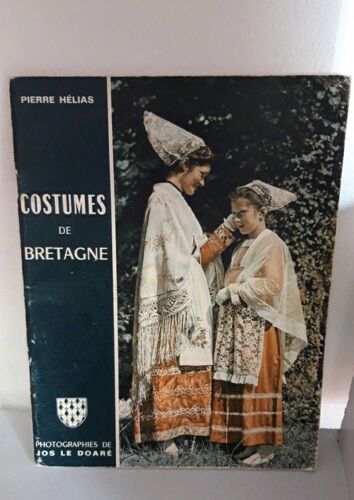 PIERRE HÉLIAS
COSTUMES
DE
BRETAGNE
PHOTOGRAPHIES DE
JOS LE DOARÉ